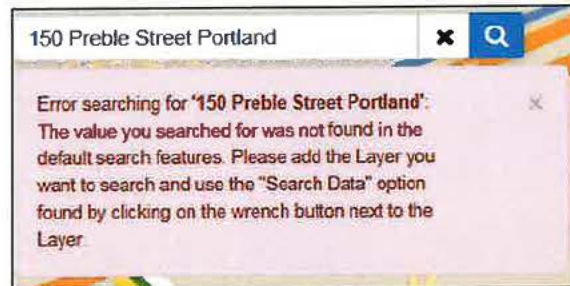 150 Preble Street Portland
Error searching for '150 Preble Street Portland':
The value you searched for was not found in the
default search features. Please add the Layer you
want to search and use the "Search Data" option
found by clicking on the wrench button next to the
Layer.